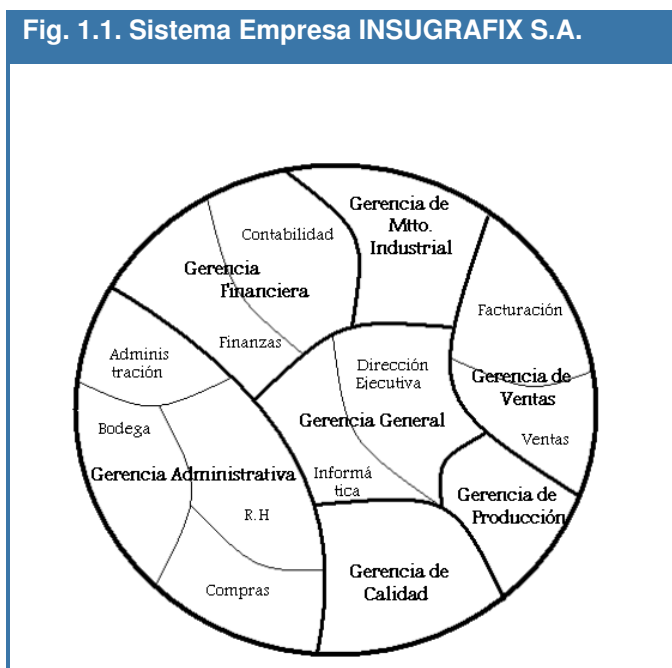 Fig. 1.1. Sistema Empresa INSUGRAFIX S.A.
Gerencia de
Mtto.
Industrial
Contabilidad
Gerencia
Financiera
Finanzas
Facturación
Gerencia de
Ventas
Ventas
Adminis
tración
Bodega
Gerencia Administrativa
R.H
Compras
Dirección
Ejecutiva
Gerencia General
Informá
tica
Gerencia de
Producción
Gerencia de
Calidad